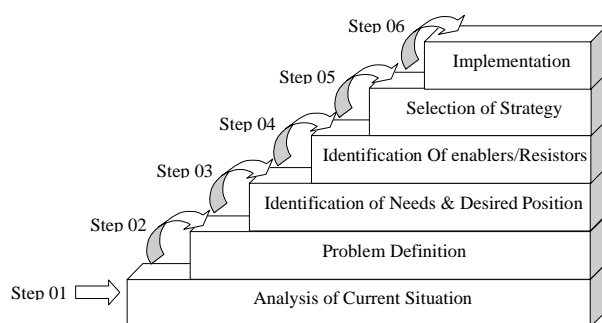 Step 06
Implementation
Step 05
Selection of Strategy
Step 04
Identification Of enablers/Resistors
Step 03
Identification of Needs & Desired Position
Step 02
Problem Definition
Step 01
Analysis of Current Situation